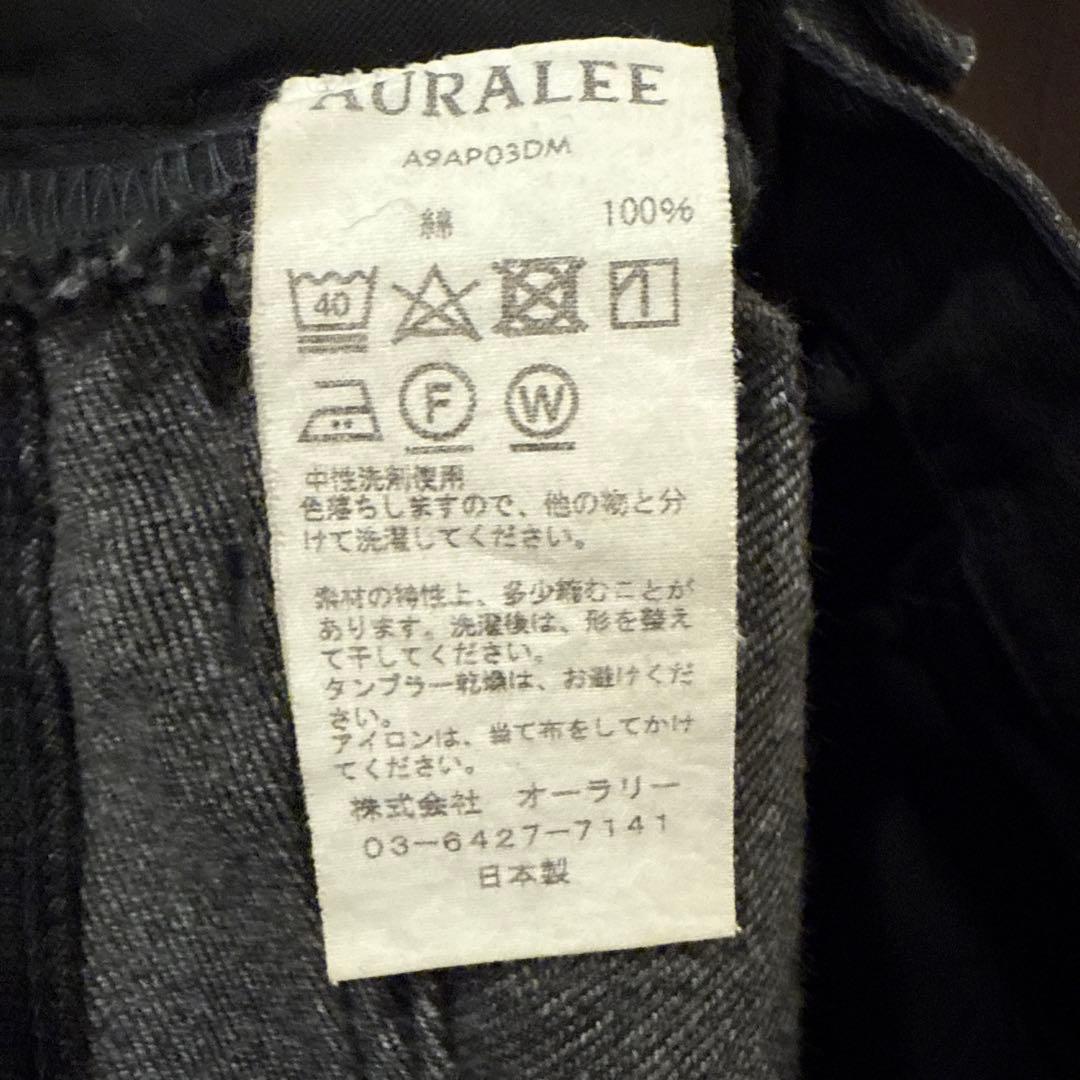 AURALEE
A9AP03DM
綿 100%
40
F W
中性洗剤使用
色落ちしますので、他の物と分
けて洗濯してください。
素材の特性上、多少縮むことが
あります。洗濯後は、形を整え
て干してください。
タンブラー乾燥は、お避けくだ
さい。
アイロンは、当て布をしてかけ
てください。
株式会社 オーラリー
03-6427-7141
日本製